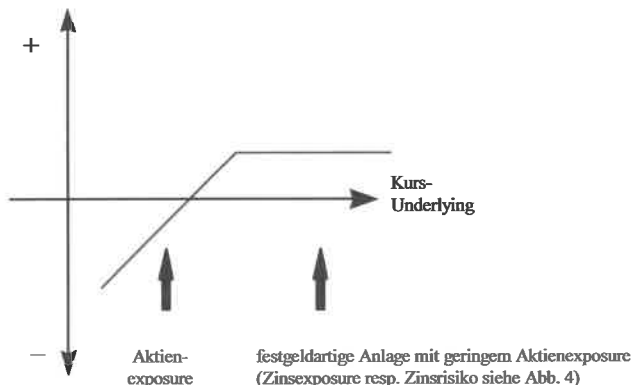 +
Kurs-
Underlying
—
Aktien-
exposure
festgeldartige Anlage mit geringem Aktienexposure
(Zinsexposure resp. Zinsrisiko siehe Abb. 4)